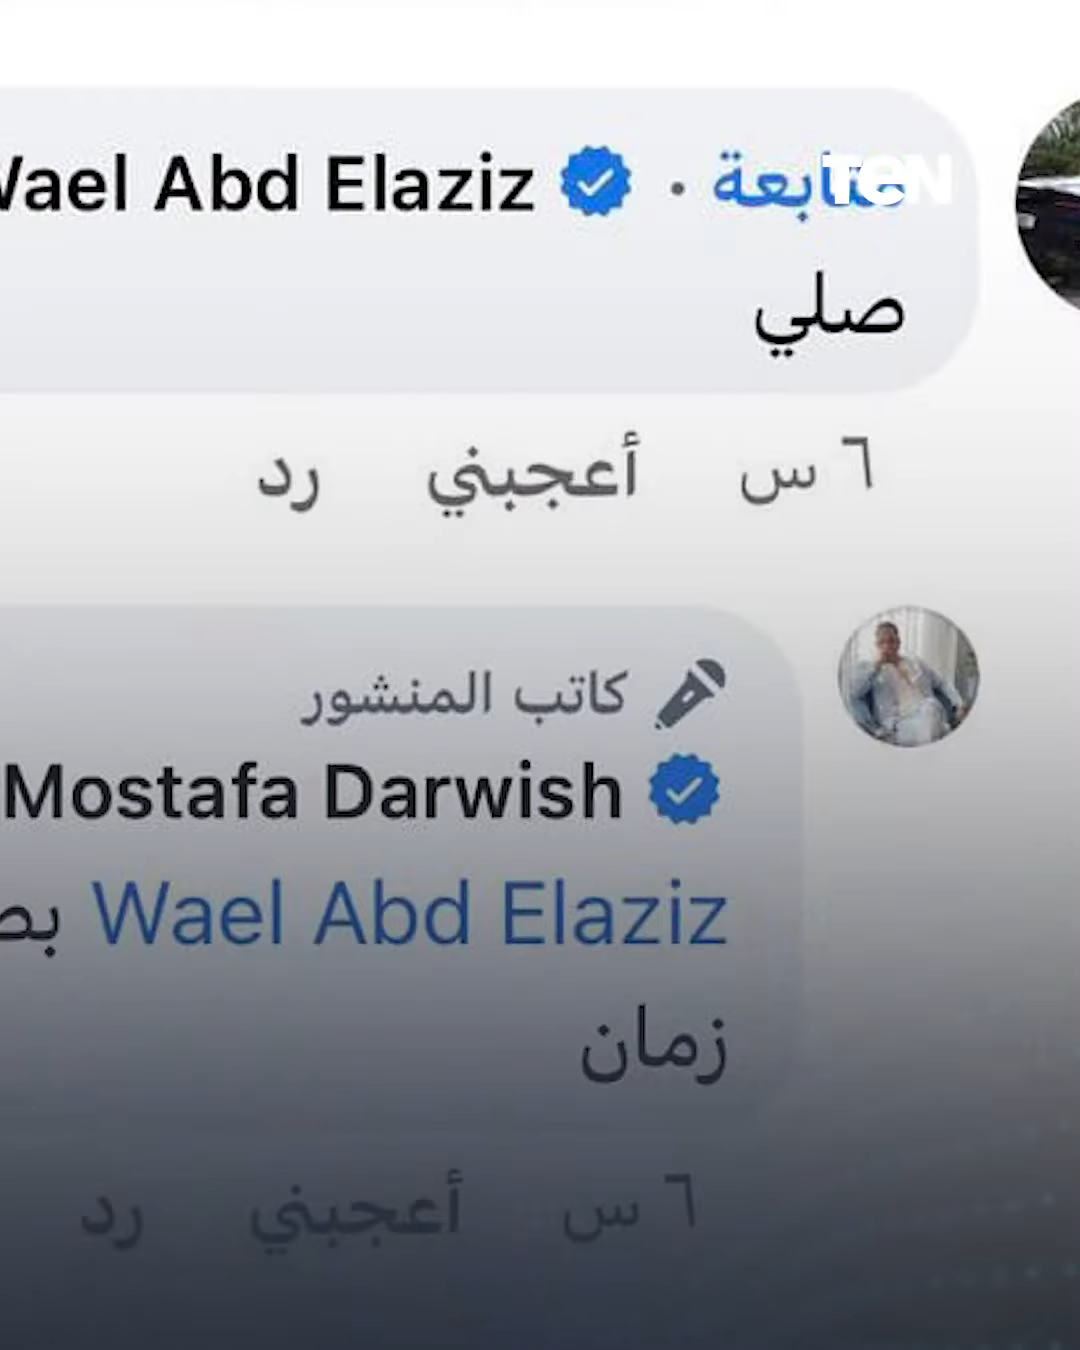 Wael Abd Elaziz · متابعة
TeN
صلي
٦ س أعجبني رد
كاتب المنشور
Mostafa Darwish
Wael Abd Elaziz
زمان
٦ س أعجبني رد